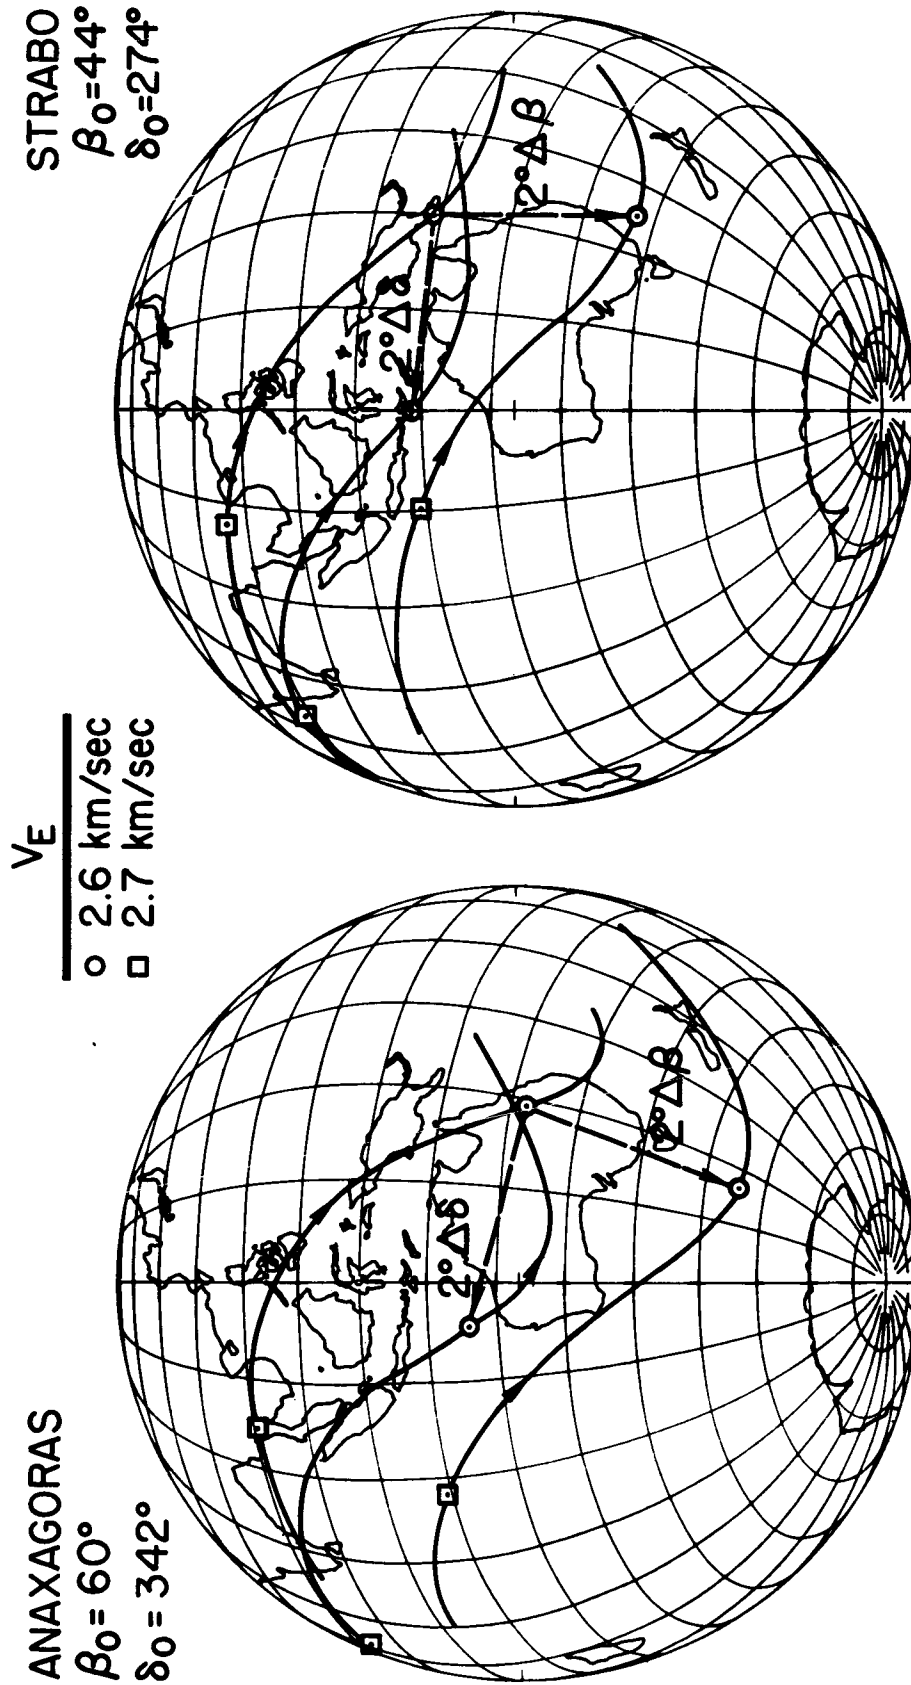 ANAXAGORAS
β₀=60°
δ₀=342°
V_E
○ 2.6 km/sec
□ 2.7 km/sec
STRABO
β₀=44°
δ₀=274°
2°Δδ
2°Δβ
2°Δδ
2°Δβ